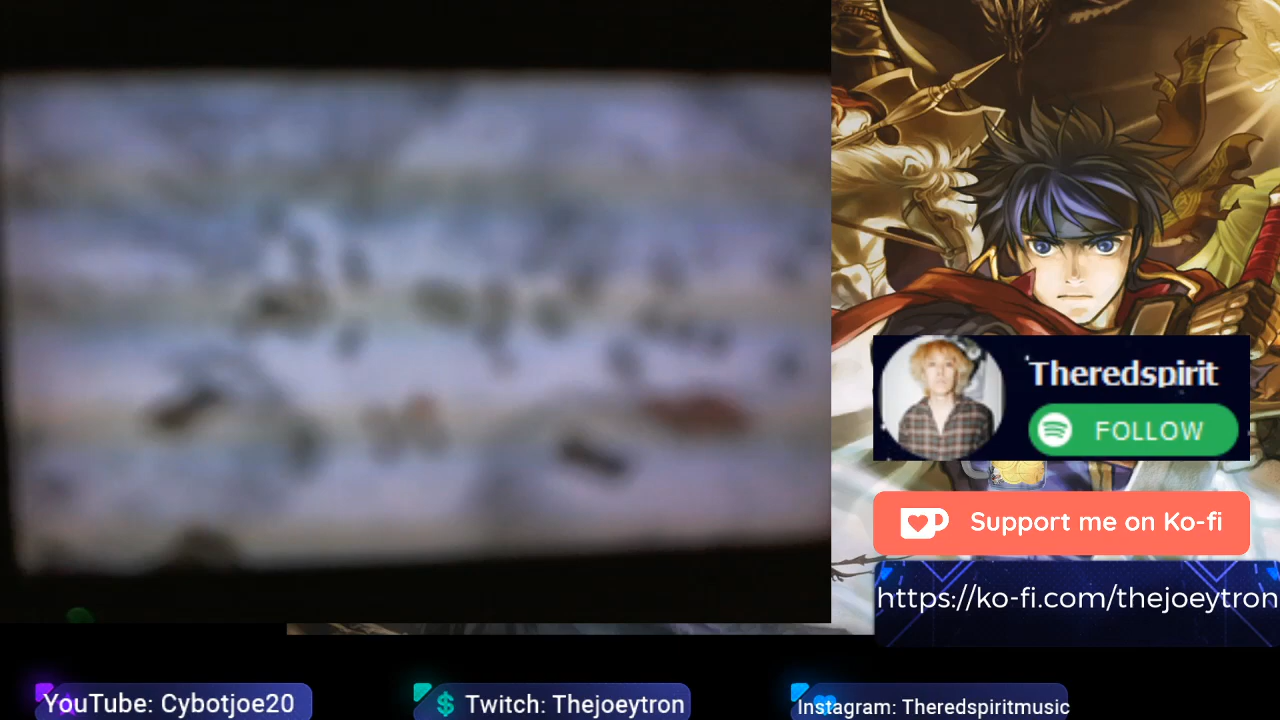 Theredspirit
FOLLOW
Support me on Ko-fi
https://ko-fi.com/thejoeytron
YouTube: Cybotjoe20
$ Twitch: Thejoeytron
Instagram: Theredspiritmusic